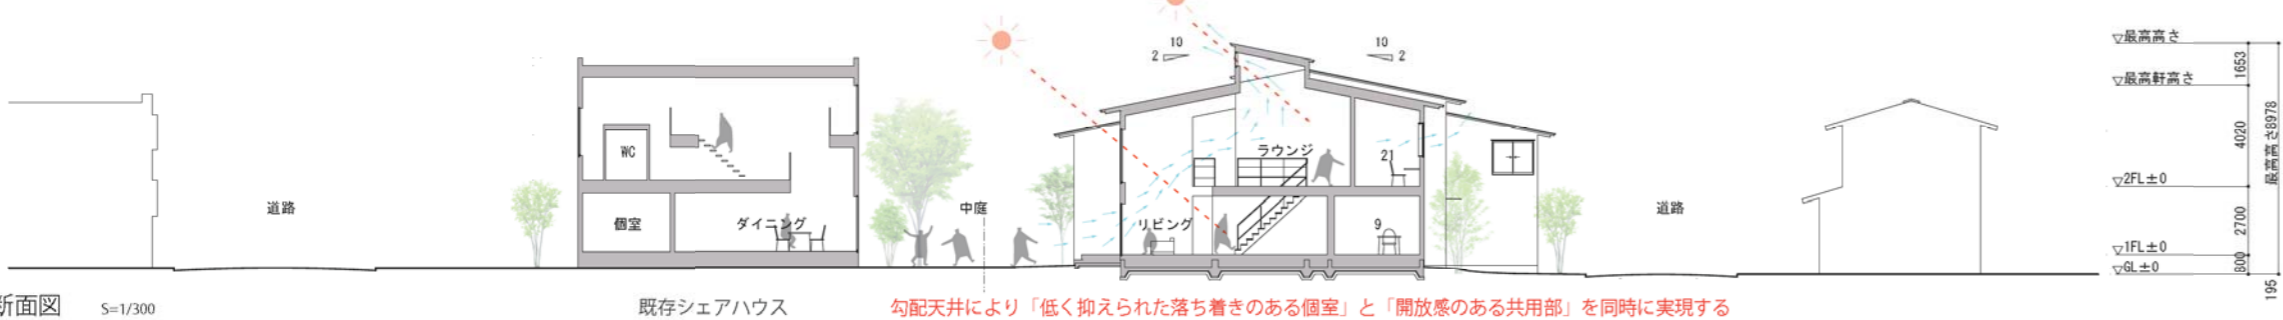 10
2
10
2
▽最高高さ
▽最高軒高さ
1653
4020
最高高さ8978
▽2FL±0
2700
▽1FL±0
800
▽GL±0
195
WC
ラウンジ
21
道路
個室
ダイニング
中庭
リビング
9
道路
断面図 S=1/300
既存シェアハウス
勾配天井により「低く抑えられた落ち着きのある個室」と「開放感のある共用部」を同時に実現する